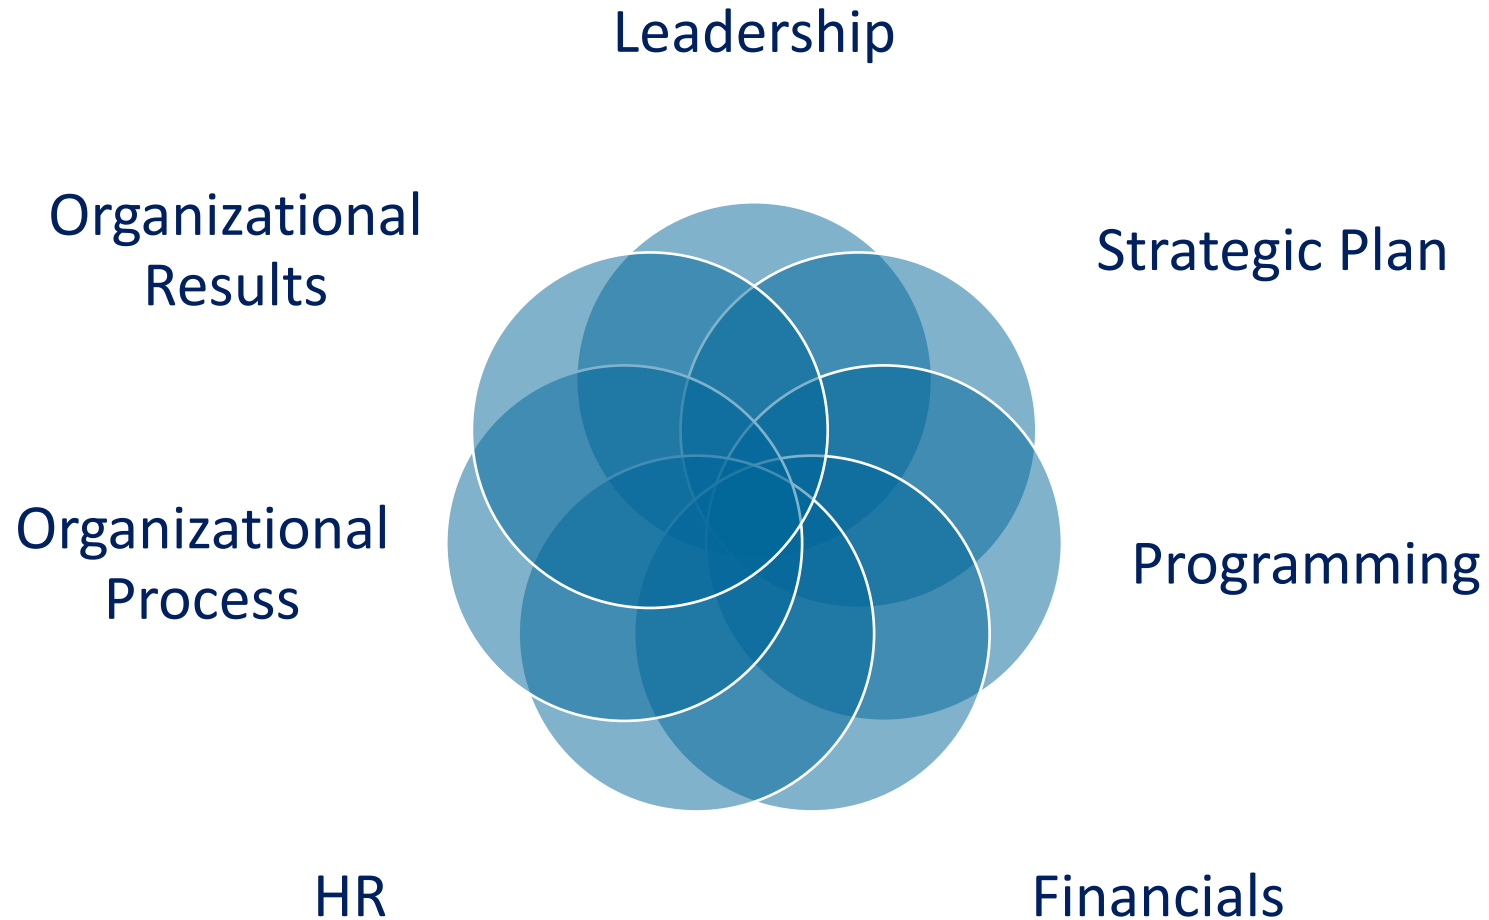 Leadership
Organizational
Results
Strategic Plan
Organizational
Process
Programming
HR
Financials